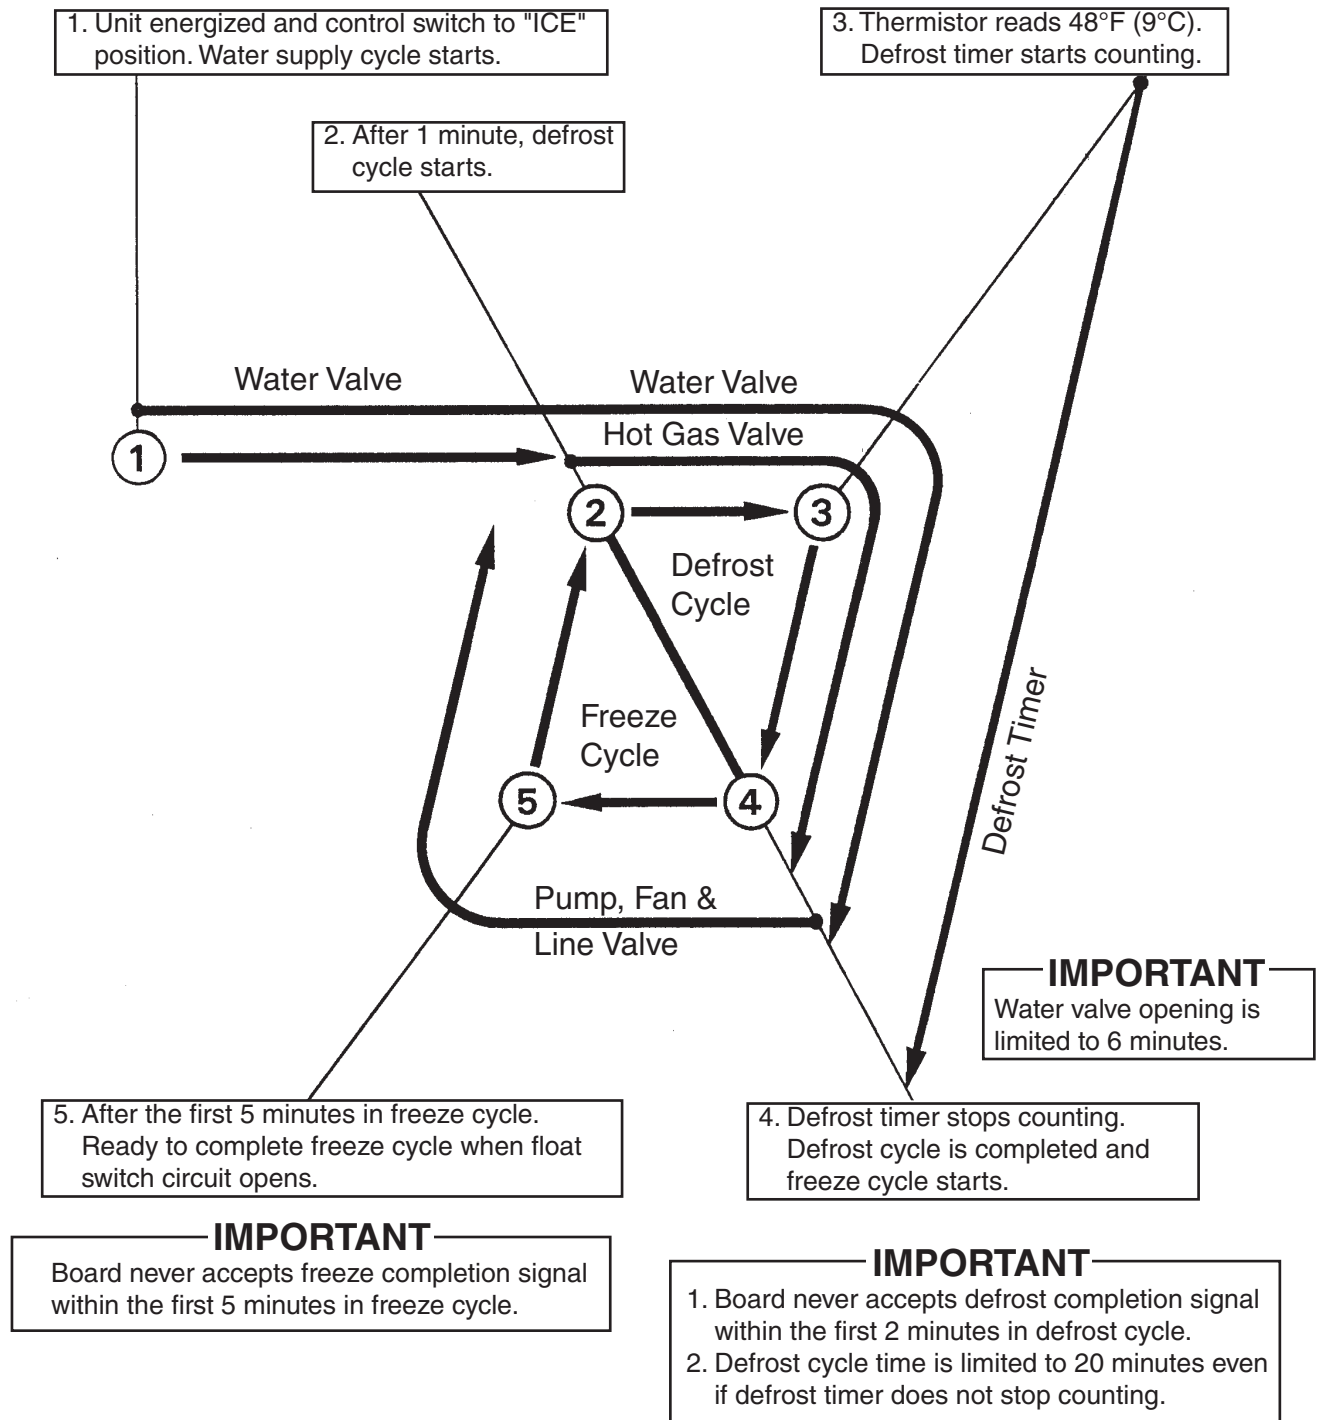 1. Unit energized and control switch to "ICE"
position. Water supply cycle starts.
3. Thermistor reads 48°F (9°C).
Defrost timer starts counting.
2. After 1 minute, defrost
cycle starts.
Water Valve
Water Valve
Hot Gas Valve
1
2
3
Defrost
Cycle
Freeze
Cycle
5
4
Defrost Timer
Pump, Fan &
Line Valve
IMPORTANT
Water valve opening is
limited to 6 minutes.
5. After the first 5 minutes in freeze cycle.
Ready to complete freeze cycle when float
switch circuit opens.
4. Defrost timer stops counting.
Defrost cycle is completed and
freeze cycle starts.
IMPORTANT
Board never accepts freeze completion signal
within the first 5 minutes in freeze cycle.
IMPORTANT
1. Board never accepts defrost completion signal
within the first 2 minutes in defrost cycle.
2. Defrost cycle time is limited to 20 minutes even
if defrost timer does not stop counting.